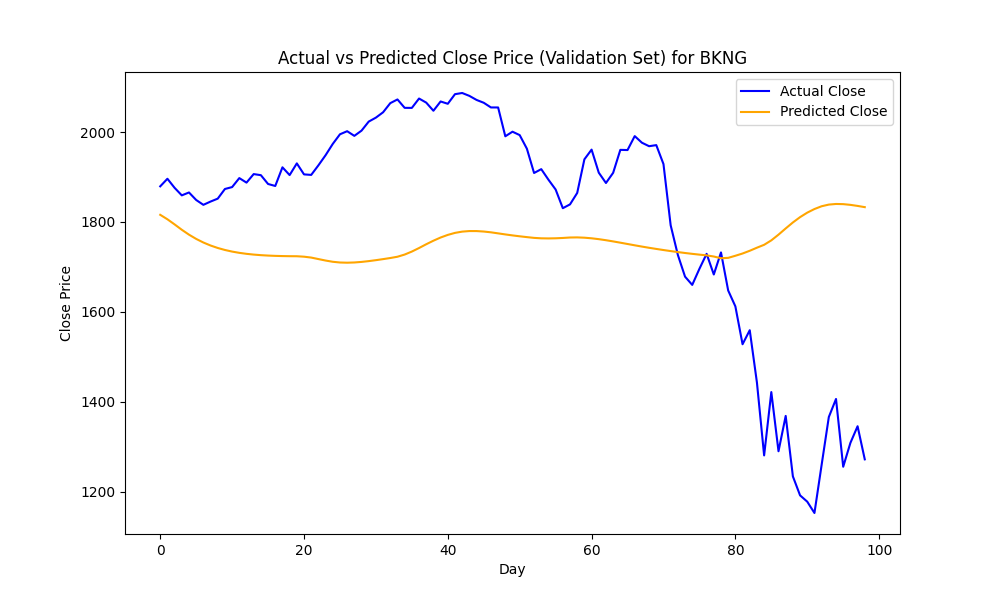 Actual vs Predicted Close Price (Validation Set) for BKNG
Actual Close
Predicted Close
Close Price
2000
1800
1600
1400
1200
0 20 40 60 80 100
Day